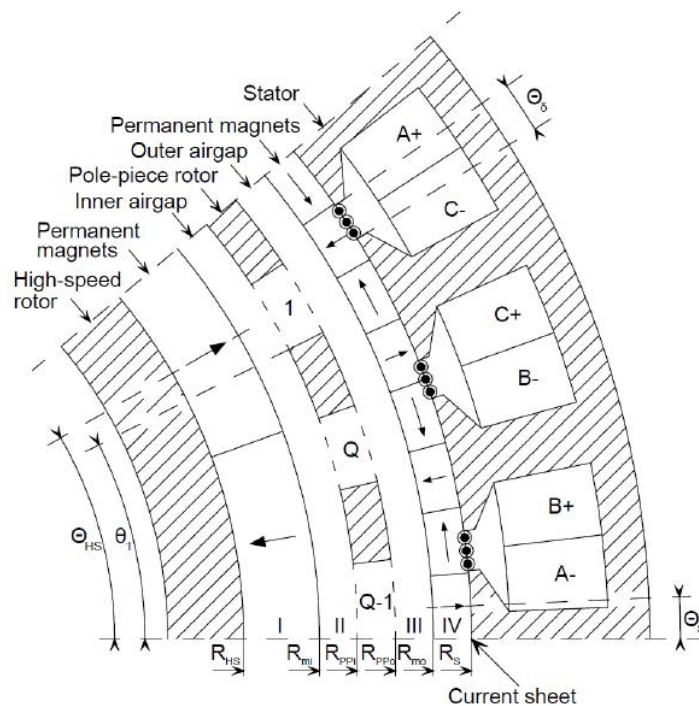 Stator
Permanent magnets
Outer airgap
Pole-piece rotor
Inner airgap
Permanent
magnets
High-speed
rotor
Θδ
A+
C-
C+
B-
B+
A-
1
Q
Q-1
ΘHS
θ1
I
II
III
IV
RHS
Rmi
RPPi
RPPo
Rmo
RS
Current sheet